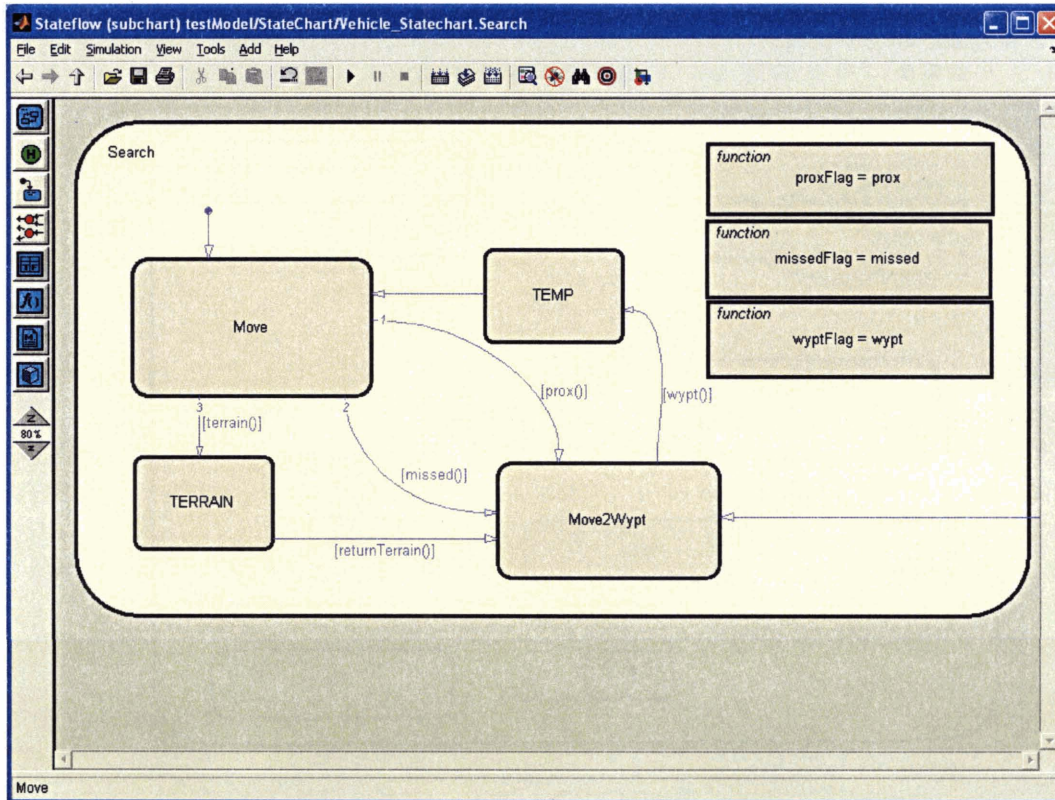 Stateflow (subchart) testModel/StateChart/Vehicle_Statechart.Search
File Edit Simulation View Tools Add Help
Search
function
proxFlag = prox
function
missedFlag = missed
function
wyptFlag = wypt
TEMP
Move
1
[prox()]
[wypt()]
3
2
[terrain()]
[missed()]
TERRAIN
Move2Wypt
[returnTerrain()]
80%
Move